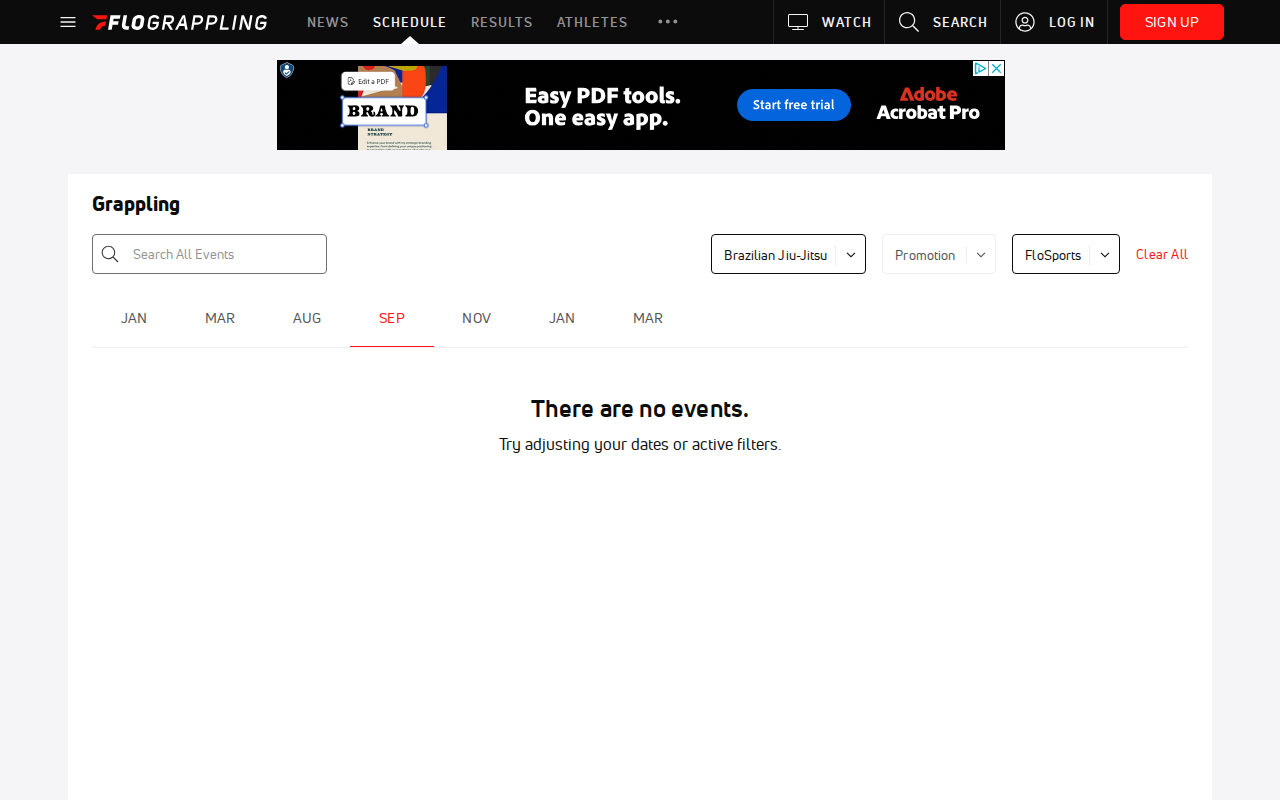 FLOGRAPPLING NEWS SCHEDULE RESULTS ATHLETES WATCH SEARCH LOG IN SIGN UP
Edit a PDF
BRAND
BRAND
STRATEGY
Easy PDF tools.
One easy app.
Start free trial
Adobe
Acrobat Pro
Grappling
Search All Events Brazilian Jiu-Jitsu Promotion FloSports Clear All
JAN MAR AUG SEP NOV JAN MAR
There are no events.
Try adjusting your dates or active filters.